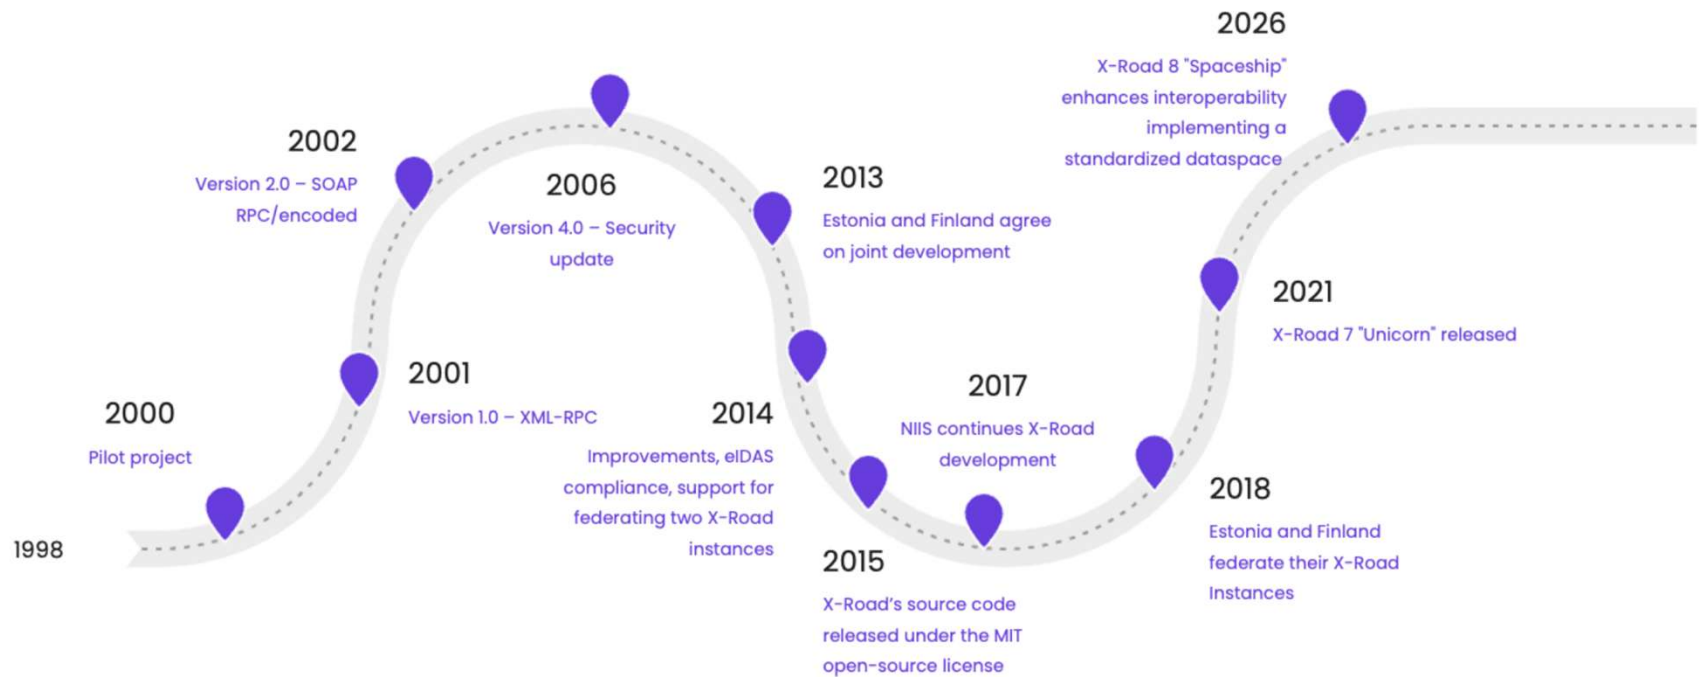 1998
2000
Pilot project
2001
Version 1.0 – XML-RPC
2002
Version 2.0 – SOAP
RPC/encoded
2006
Version 4.0 – Security
update
2013
Estonia and Finland agree
on joint development
2014
Improvements, eIDAS
compliance, support for
federating two X-Road
instances
2015
X-Road’s source code
released under the MIT
open-source license
2017
NIIS continues X-Road
development
2018
Estonia and Finland
federate their X-Road
Instances
2021
X-Road 7 "Unicorn" released
2026
X-Road 8 "Spaceship"
enhances interoperability
implementing a
standardized dataspace